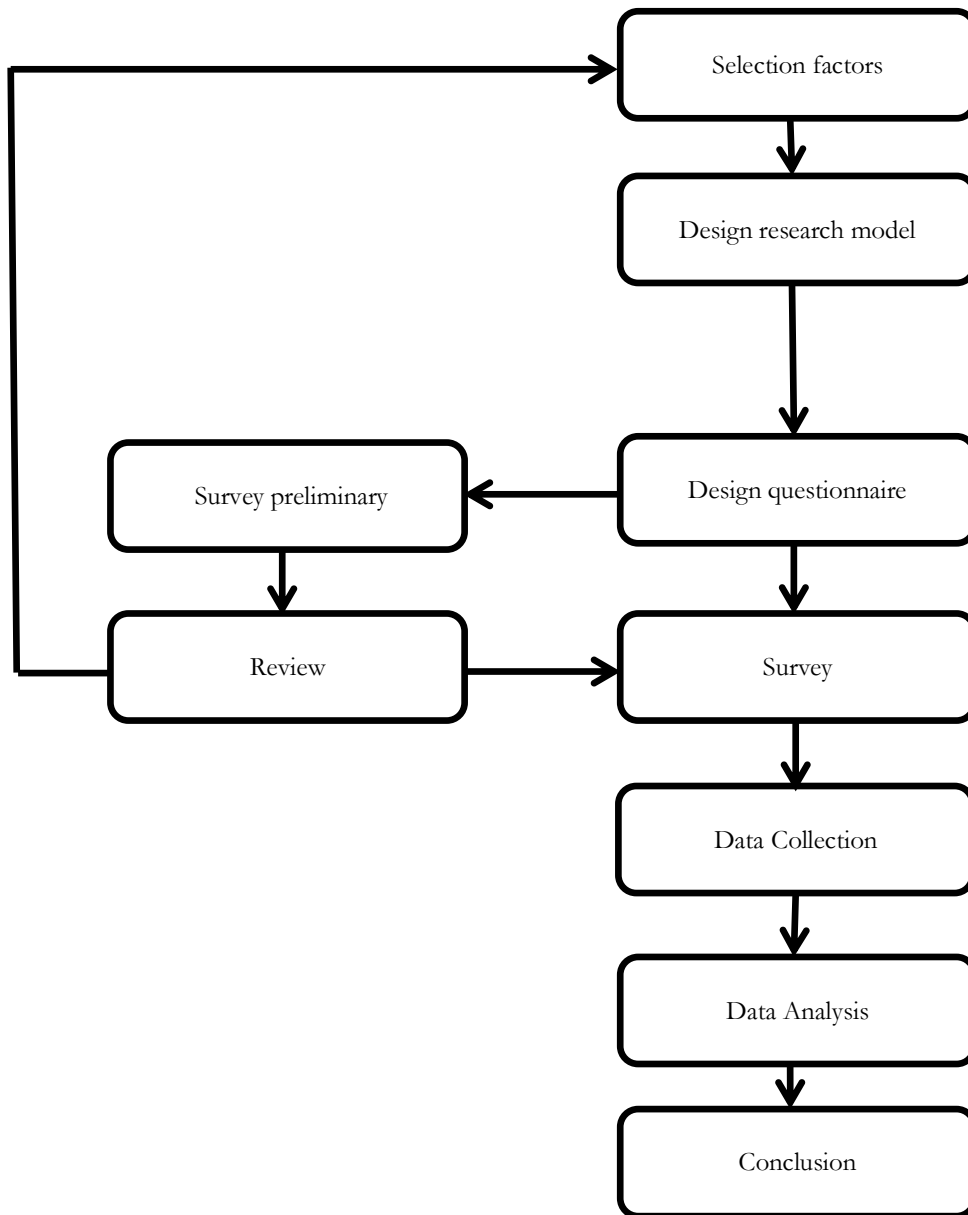 Selection factors
Design research model
Survey preliminary
Design questionnaire
Review
Survey
Data Collection
Data Analysis
Conclusion